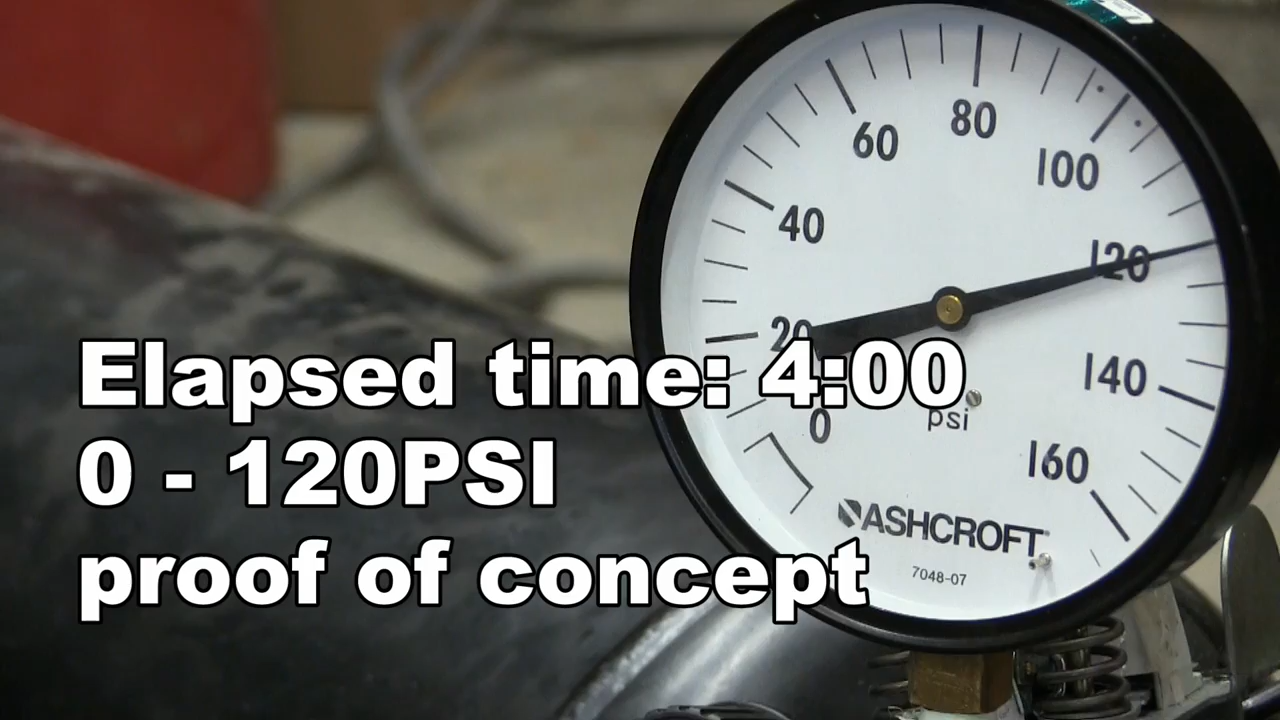 Elapsed time: 4:00
0 - 120PSI
proof of concept
0
20
40
60
80
100
120
140
160
psi
ASHCROFT
7048-07